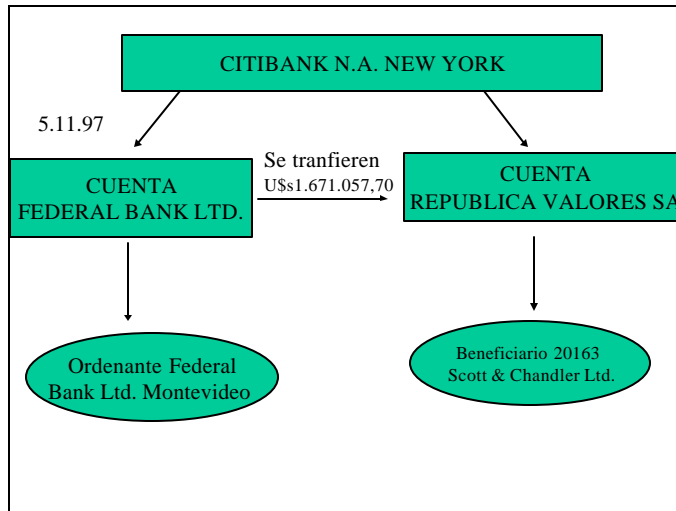 CITIBANK N.A. NEW YORK
5.11.97
Se tranfieren
U$s1.671.057,70
CUENTA
FEDERAL BANK LTD.
CUENTA
REPUBLICA VALORES SA
Ordenante Federal
Bank Ltd. Montevideo
Beneficiario 20163
Scott & Chandler Ltd.